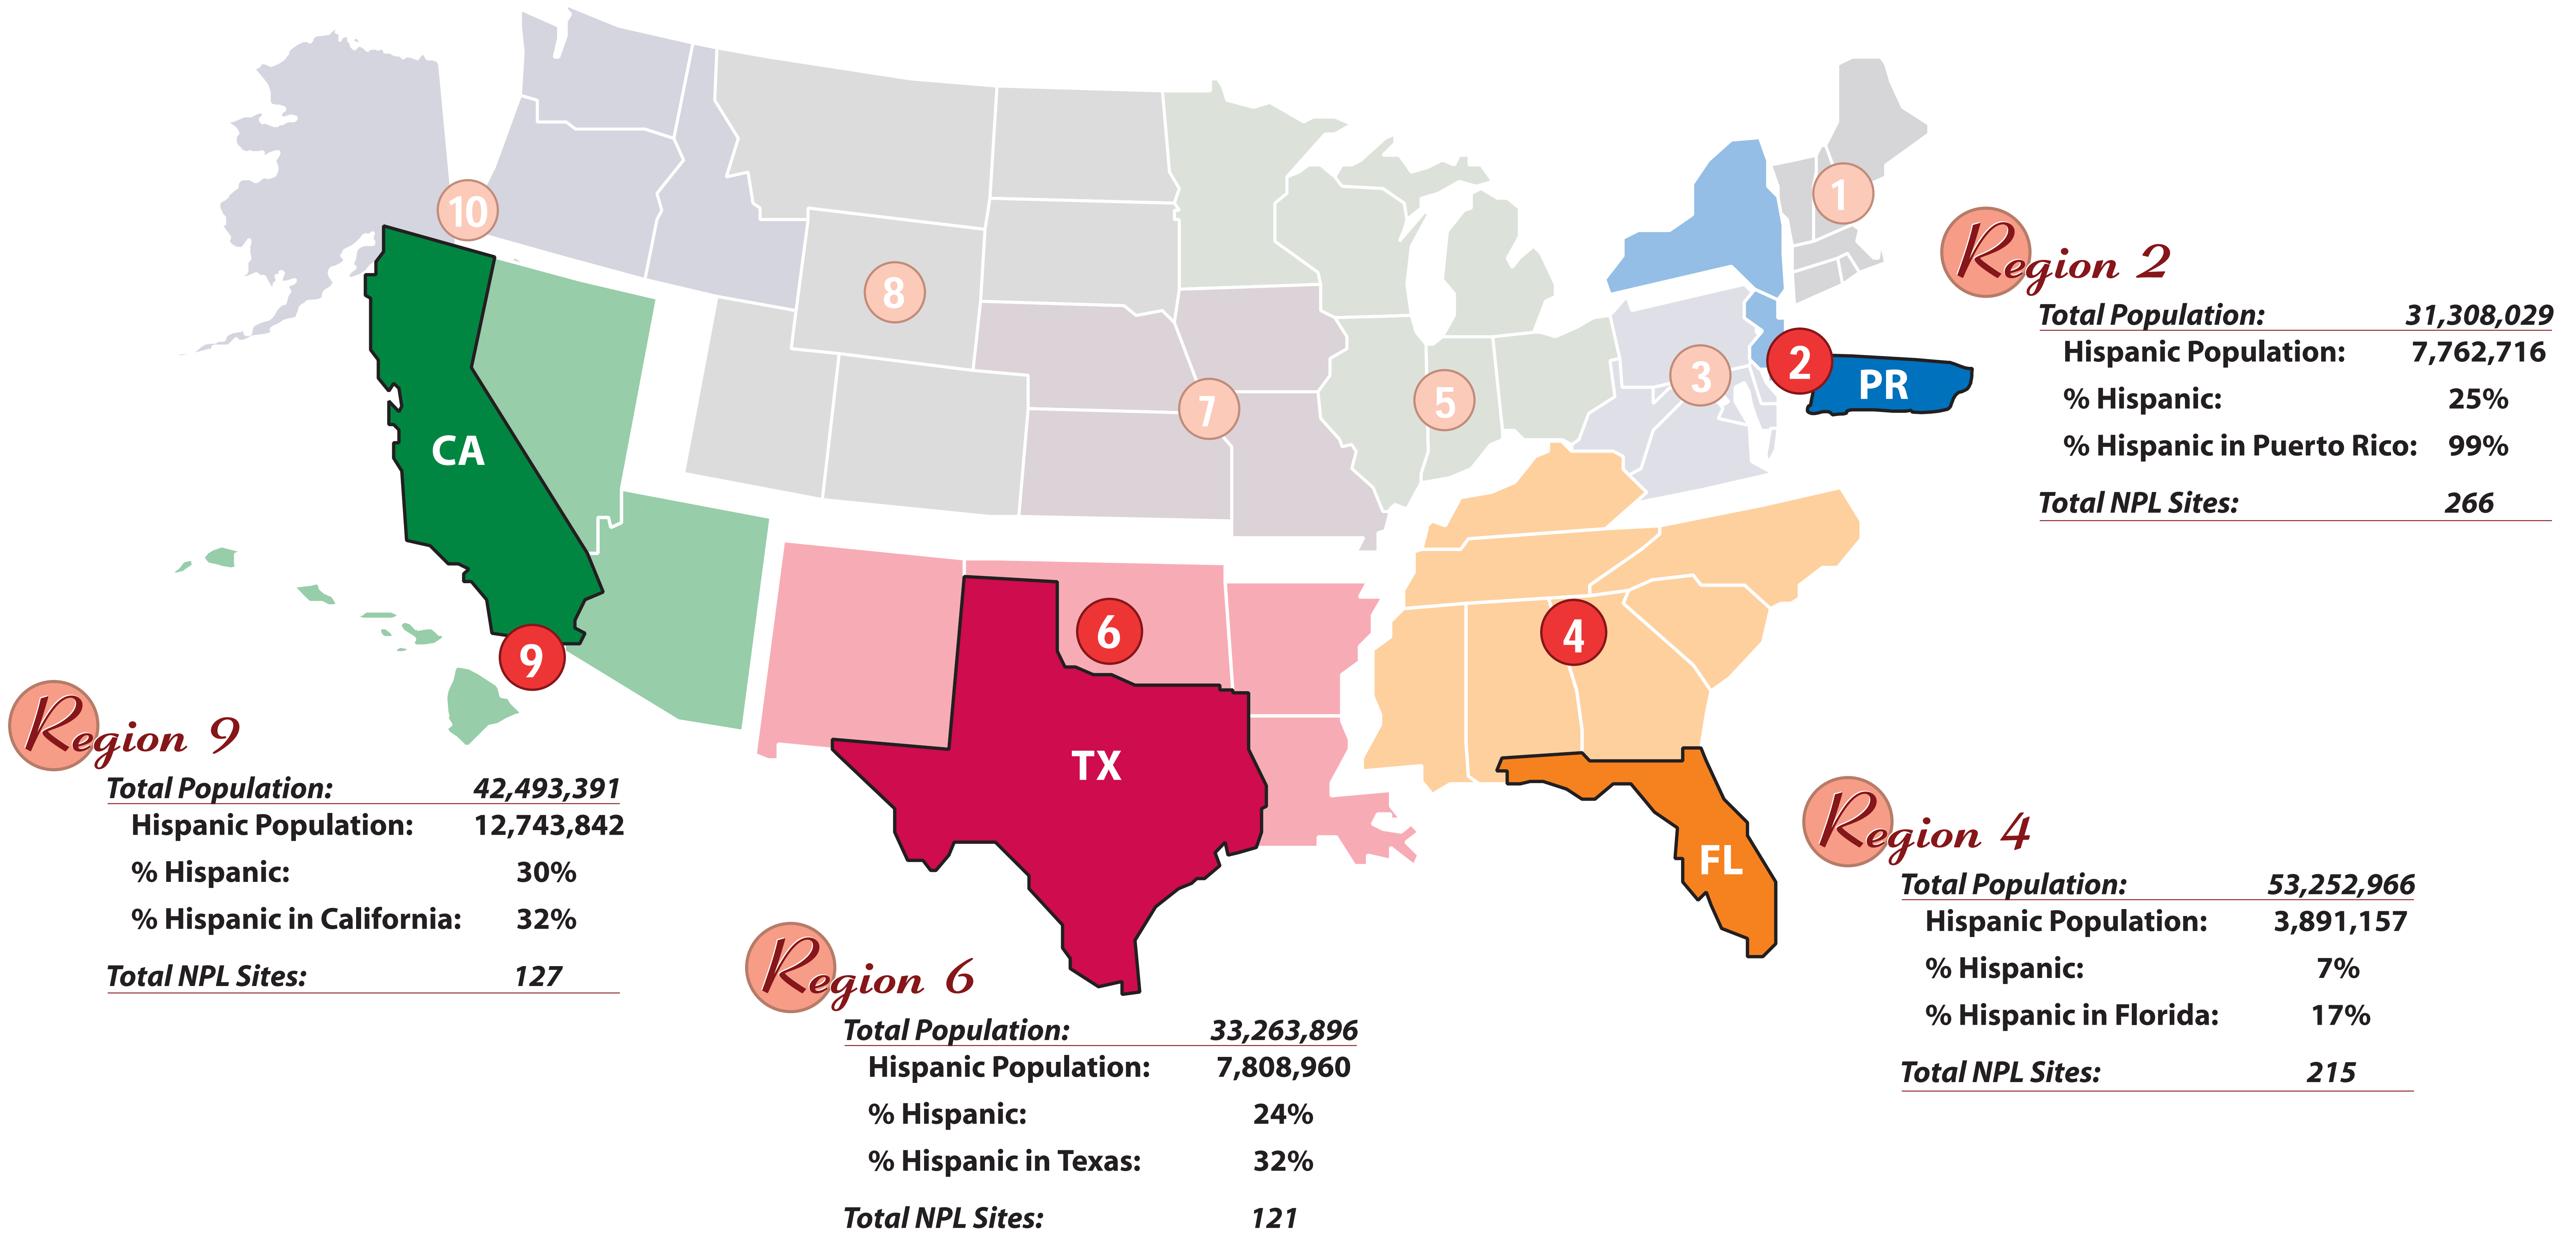 10
1
8
7
5
3
2
PR
CA
9
6
TX
4
FL
Region 2
Total Population: 31,308,029
Hispanic Population: 7,762,716
% Hispanic: 25%
% Hispanic in Puerto Rico: 99%
Total NPL Sites: 266
Region 9
Total Population: 42,493,391
Hispanic Population: 12,743,842
% Hispanic: 30%
% Hispanic in California: 32%
Total NPL Sites: 127
Region 6
Total Population: 33,263,896
Hispanic Population: 7,808,960
% Hispanic: 24%
% Hispanic in Texas: 32%
Total NPL Sites: 121
Region 4
Total Population: 53,252,966
Hispanic Population: 3,891,157
% Hispanic: 7%
% Hispanic in Florida: 17%
Total NPL Sites: 215